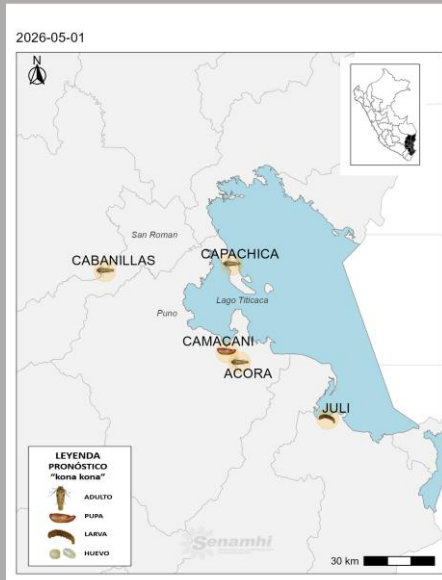 2026-05-01
N
San Roman
CABANILLAS
CAPACHICA
Lago Titicaca
Puno
CAMACANI
ACORA
JULI
LEYENDA
PRONÓSTICO
"kona kona"
ADULTO
PUPA
LARVA
HUEVO
Senamhi
30 km